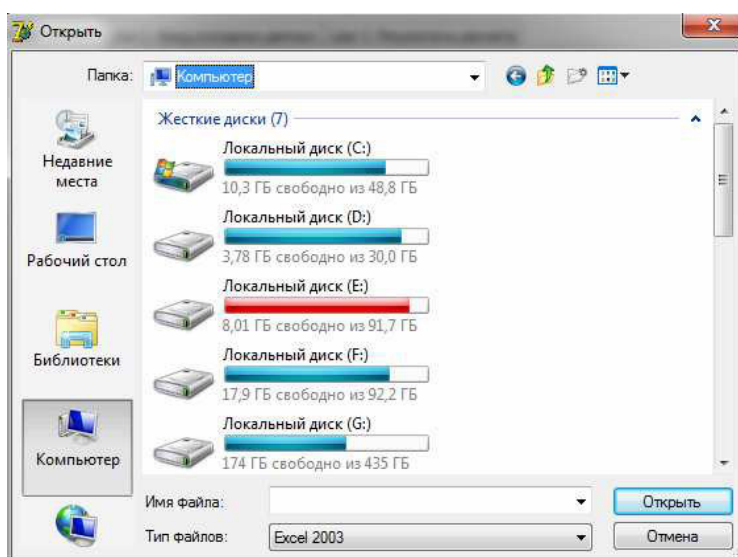 Открыть
Папка: Компьютер
Недавние места
Рабочий стол
Библиотеки
Компьютер
Жесткие диски (7)
Локальный диск (C:)
10,3 ГБ свободно из 48,8 ГБ
Локальный диск (D:)
3,78 ГБ свободно из 30,0 ГБ
Локальный диск (E:)
8,01 ГБ свободно из 91,7 ГБ
Локальный диск (F:)
17,9 ГБ свободно из 92,2 ГБ
Локальный диск (G:)
174 ГБ свободно из 435 ГБ
Имя файла:
Открыть
Тип файлов: Excel 2003
Отмена